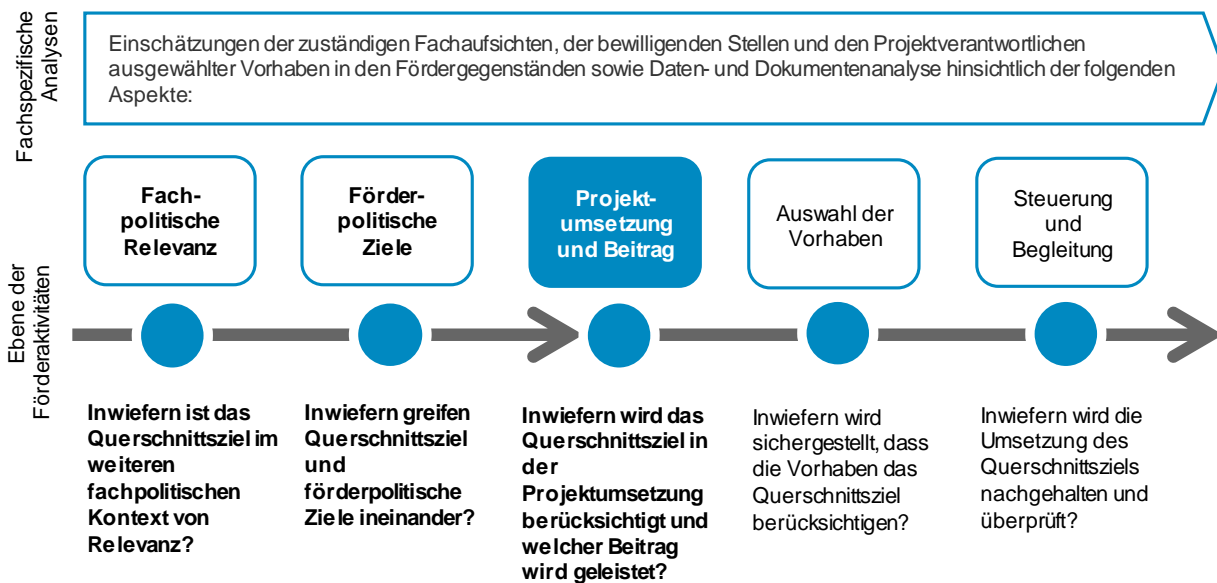 Fachspezifische
Analysen
Einschätzungen der zuständigen Fachaufsichten, der bewilligenden Stellen und den Projektverantwortlichen
ausgewählter Vorhaben in den Fördergegenständen sowie Daten- und Dokumentenanalyse hinsichtlich der folgenden
Aspekte:
Ebene der
Förderaktivitäten
Fach-
politische
Relevanz
Förder-
politische
Ziele
Projekt-
umsetzung
und Beitrag
Auswahl der
Vorhaben
Steuerung
und
Begleitung
Inwiefern ist das
Querschnittsziel im
weiteren
fachpolitischen
Kontext von
Relevanz?
Inwiefern greifen
Querschnittsziel
und
förderpolitische
Ziele ineinander?
Inwiefern wird das
Querschnittsziel in
der
Projektumsetzung
berücksichtigt und
welcher Beitrag
wird geleistet?
Inwiefern wird
sichergestellt, dass
die Vorhaben das
Querschnittsziel
berücksichtigen?
Inwiefern wird die
Umsetzung des
Querschnittsziels
nachgehalten und
überprüft?